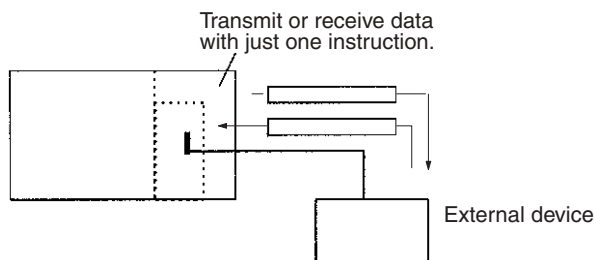 Transmit or receive data
with just one instruction.
External device